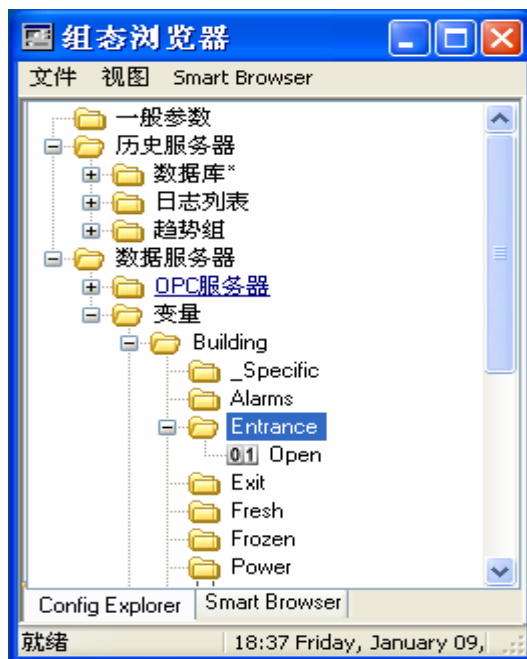 组态浏览器
文件 视图 Smart Browser
一般参数
历史服务器
数据库*
日志列表
趋势组
数据服务器
OPC服务器
变量
Building
_Specific
Alarms
Entrance
01 Open
Exit
Fresh
Frozen
Power
Config Explorer Smart Browser
就绪 18:37 Friday, January 09,